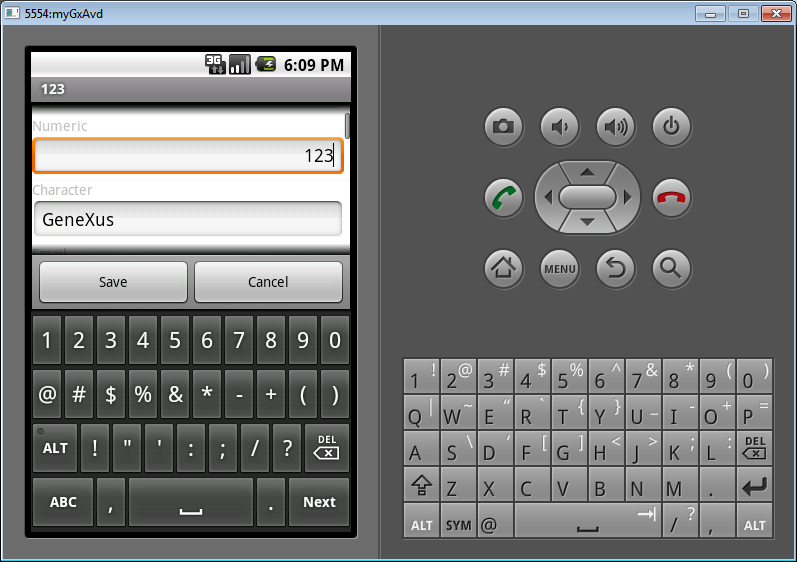 5554:myGxAvd
3G 6:09 PM
123
Numeric
123
Character
GeneXus
Save Cancel
1 2 3 4 5 6 7 8 9 0
@ # $ % & * - + ( )
ALT ! " ' : ; / ? DEL
ABC , . Next
MENU
1 ! 2 @ 3 # 4 $ 5 % 6 ^ 7 & 8 * 9 ( 0 )
Q | W ~ E “ R ` T { Y } U _ I - O + P =
A S \ D ‘ F [ G ] H < J > K ; L : DEL
Z X C V B N M .
ALT SYM @ / ? , ALT